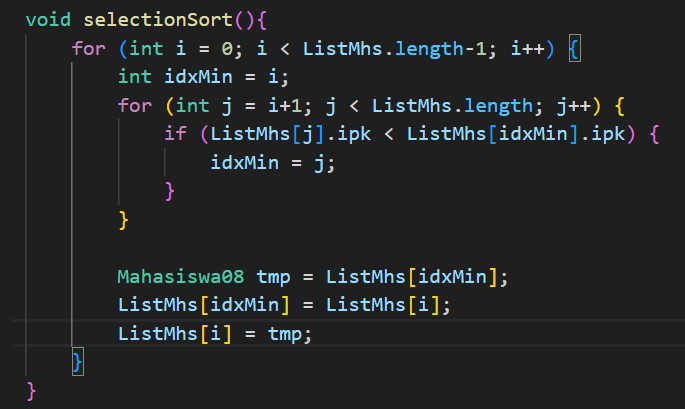 void selectionSort(){
    for (int i = 0; i < ListMhs.length-1; i++) {
        int idxMin = i;
        for (int j = i+1; j < ListMhs.length; j++) {
            if (ListMhs[j].ipk < ListMhs[idxMin].ipk) {
                idxMin = j;
            }
        }

        Mahasiswa08 tmp = ListMhs[idxMin];
        ListMhs[idxMin] = ListMhs[i];
        ListMhs[i] = tmp;
    }
}